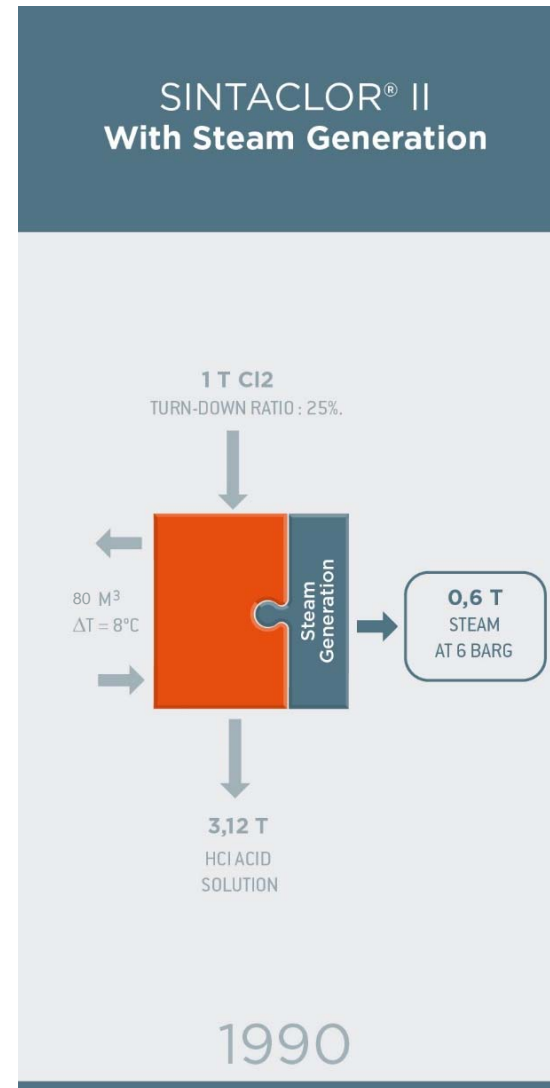 SINTACLOR® II
With Steam Generation
1 T Cl2
TURN-DOWN RATIO : 25%.
80 M³
ΔT = 8°C
Steam
Generation
0,6 T
STEAM
AT 6 BARG
3,12 T
HCl ACID
SOLUTION
1990